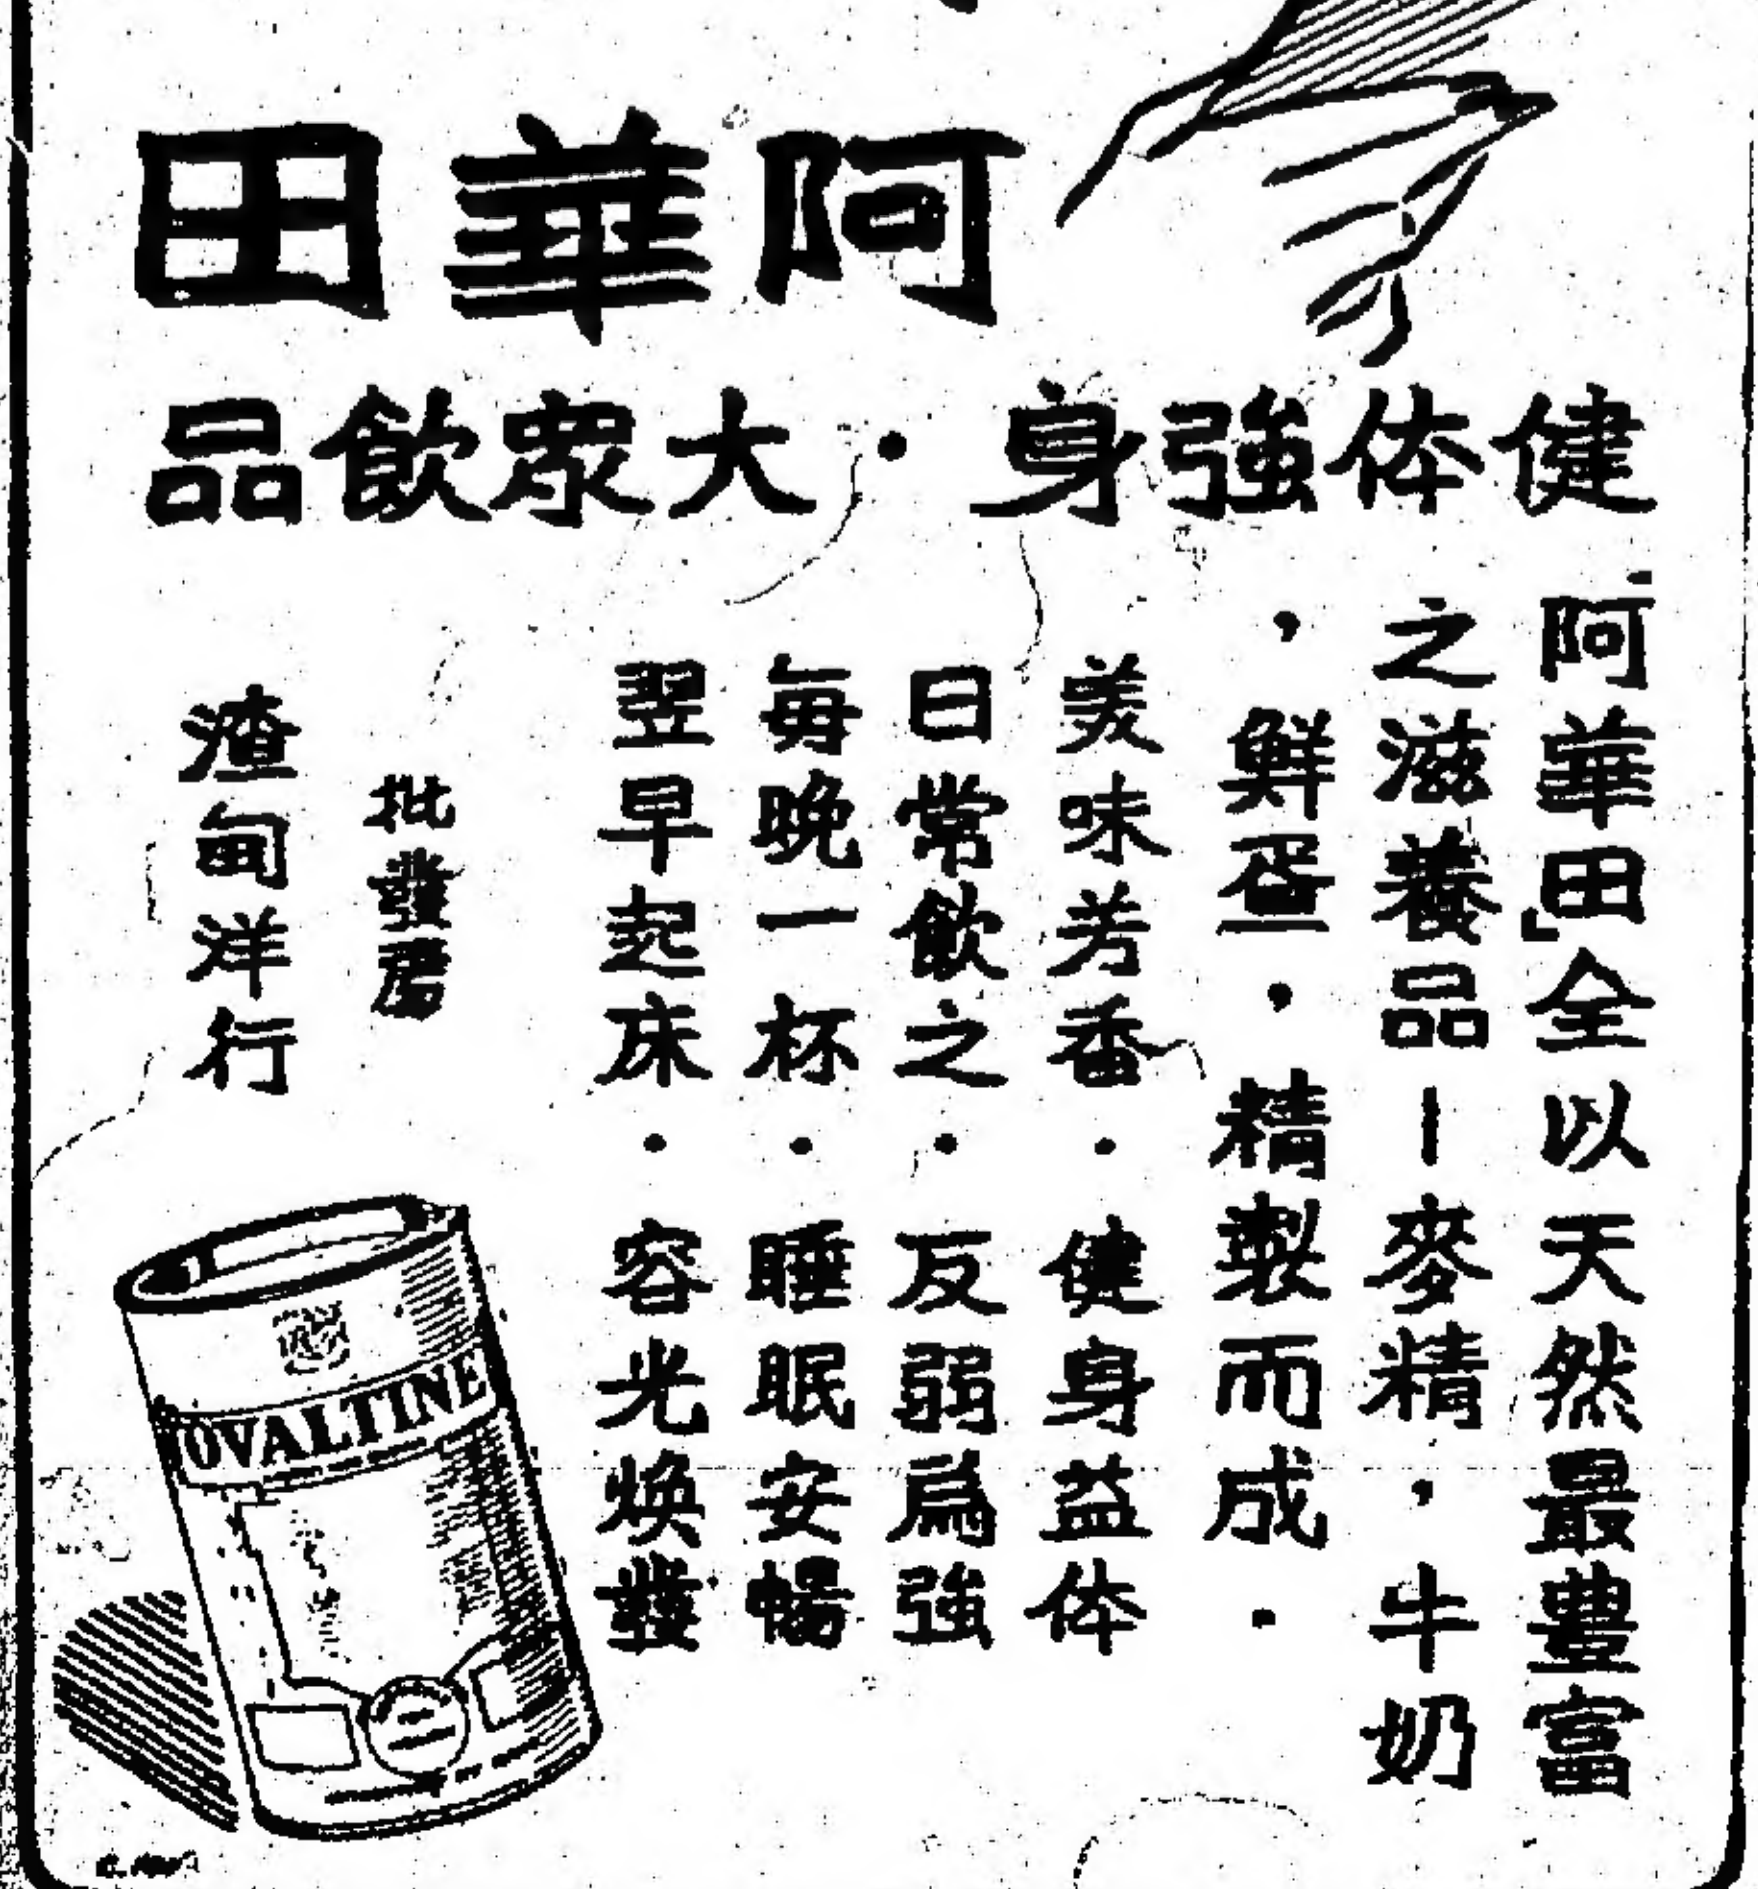 阿華田
健体強身·大眾飲品
「阿華田」全以天然最豐富
之滋養品—麥精，牛奶
，鮮蛋，精製而成．
美味芳香．健身益体
日常飲之．反弱爲強
每晚一杯．睡眠安暢
翌早起床．容光煥發
批發處
渣甸洋行
OVALTINE